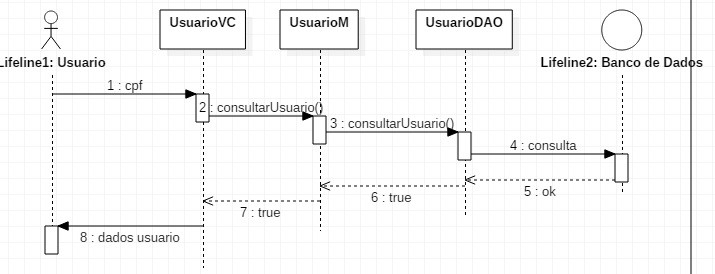 UsuarioVC
UsuarioM
UsuarioDAO
Lifeline1: Usuario
Lifeline2: Banco de Dados
1 : cpf
2 : consultarUsuario()
3 : consultarUsuario()
4 : consulta
5 : ok
6 : true
7 : true
8 : dados usuario